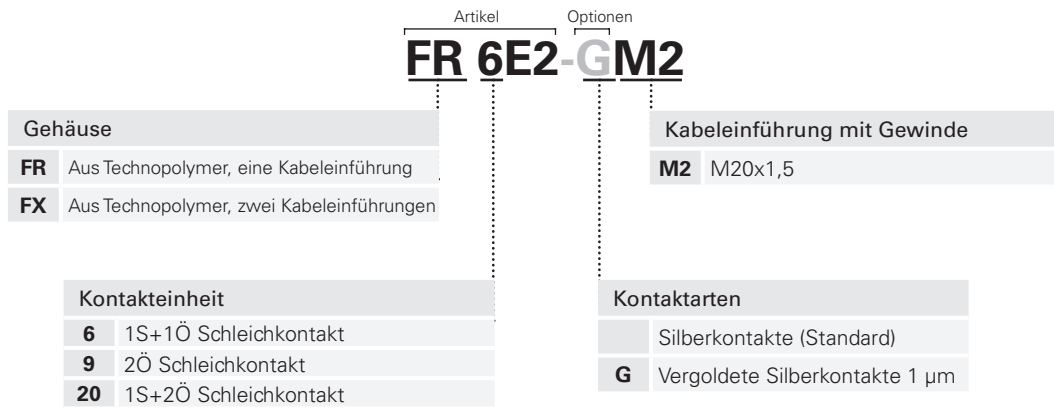 Artikel Optionen
FR 6E2-GM2
Gehäuse
FR Aus Technopolymer, eine Kabeleinführung
FX Aus Technopolymer, zwei Kabeleinführungen
Kabeleinführung mit Gewinde
M2 M20x1,5
Kontakteinheit
6 1S+1Ö Schleichkontakt
9 2Ö Schleichkontakt
20 1S+2Ö Schleichkontakt
Kontaktarten
Silberkontakte (Standard)
G Vergoldete Silberkontakte 1 µm